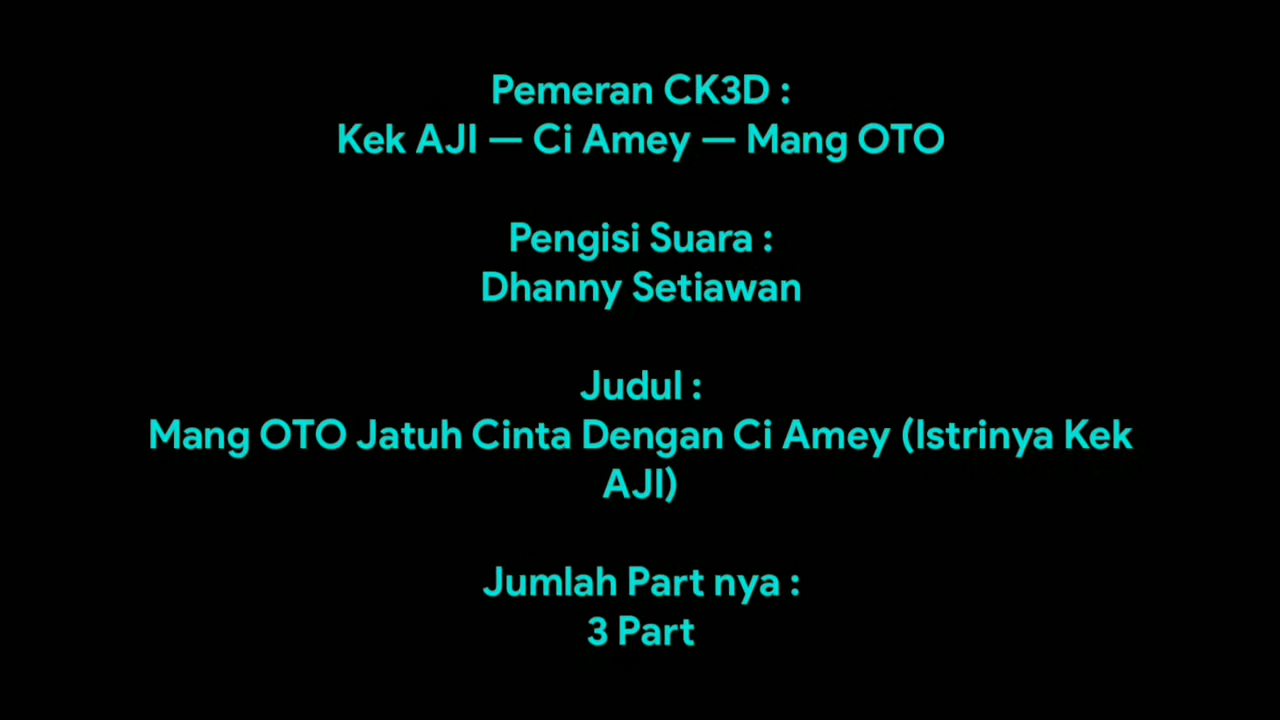 Pemeran CK3D :
Kek AJI — Ci Amey — Mang OTO
Pengisi Suara :
Dhanny Setiawan
Judul :
Mang OTO Jatuh Cinta Dengan Ci Amey (Istrinya Kek
AJI)
Jumlah Part nya :
3 Part